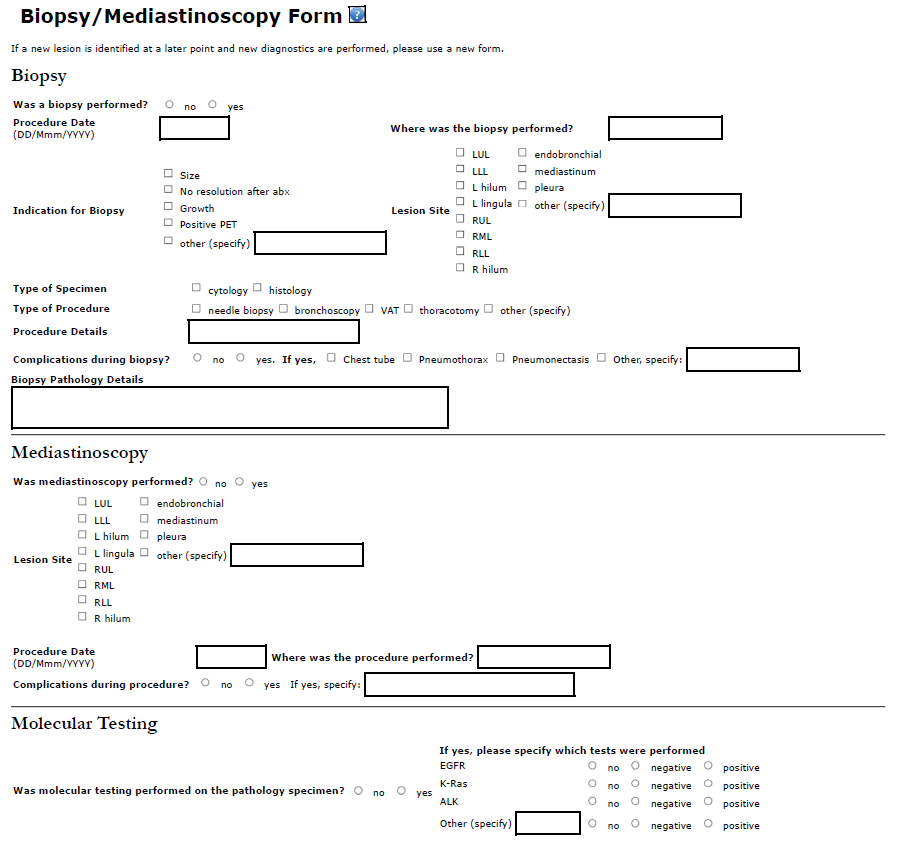 Biopsy/Mediastinoscopy Form ?
If a new lesion is identified at a later point and new diagnostics are performed, please use a new form.
Biopsy
Was a biopsy performed? no yes
Procedure Date
(DD/Mmm/YYYY)
Where was the biopsy performed?
Indication for Biopsy
Size
No resolution after abx
Growth
Positive PET
other (specify)
Lesion Site
LUL endobronchial
LLL mediastinum
L hilum pleura
L lingula other (specify)
RUL
RML
RLL
R hilum
Type of Specimen cytology histology
Type of Procedure needle biopsy bronchoscopy VAT thoracotomy other (specify)
Procedure Details
Complications during biopsy? no yes. If yes, Chest tube Pneumothorax Pneumonectasis Other, specify:
Biopsy Pathology Details
Mediastinoscopy
Was mediastinoscopy performed? no yes
Lesion Site
LUL endobronchial
LLL mediastinum
L hilum pleura
L lingula other (specify)
RUL
RML
RLL
R hilum
Procedure Date
(DD/Mmm/YYYY)
Where was the procedure performed?
Complications during procedure? no yes If yes, specify:
Molecular Testing
Was molecular testing performed on the pathology specimen? no yes
If yes, please specify which tests were performed
EGFR no negative positive
K-Ras no negative positive
ALK no negative positive
Other (specify) no negative positive